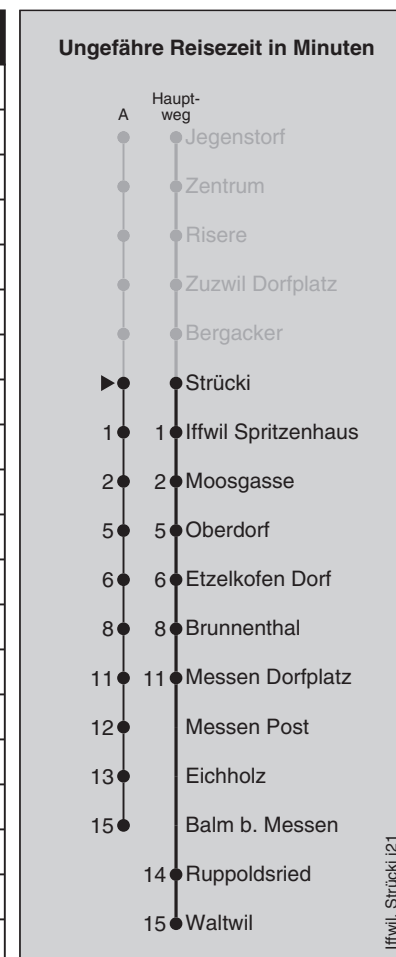 Ungefähre Reisezeit in Minuten
A
Haupt-
weg
Jegenstorf
Zentrum
Risere
Zuzwil Dorfplatz
Bergacker
Strücki
1 1 Iffwil Spritzenhaus
2 2 Moosgasse
5 5 Oberdorf
6 6 Etzelkofen Dorf
8 8 Brunnenthal
11 11 Messen Dorfplatz
12 Messen Post
13 Eichholz
15 Balm b. Messen
14 Ruppoldsried
15 Waltwil
Iffwil, Strücki j21